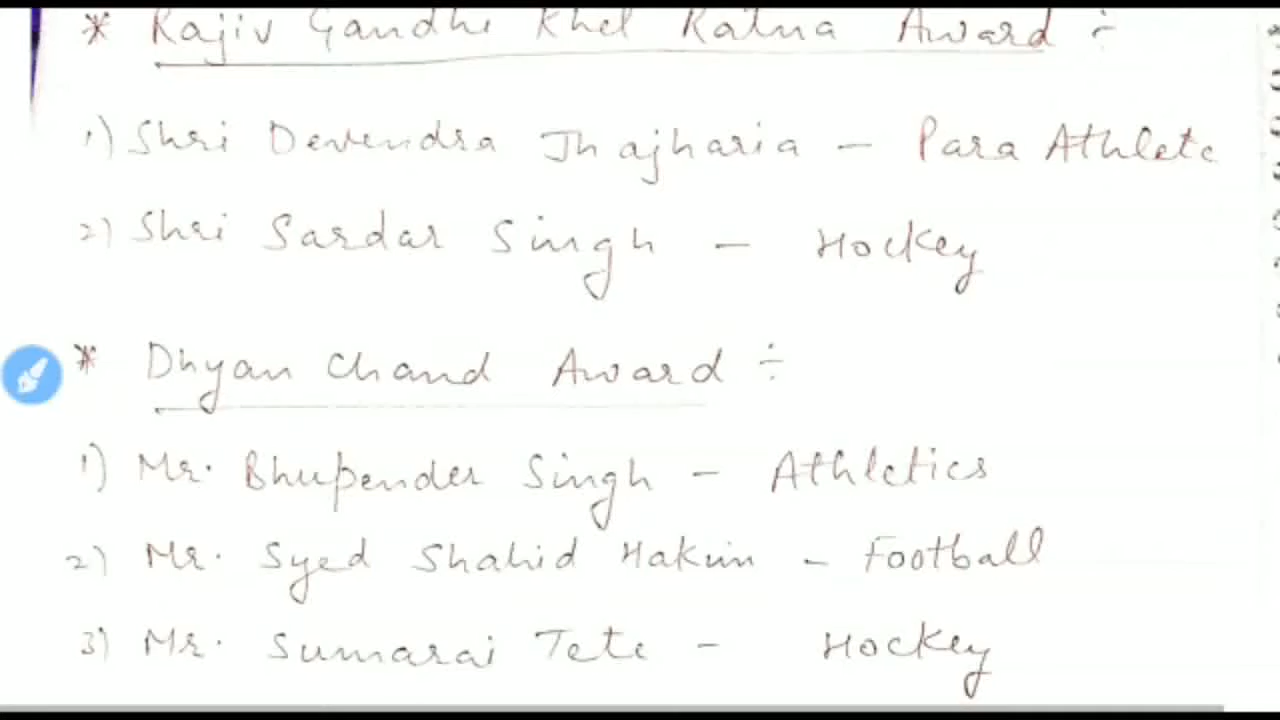 * Rajiv Gandhi Khel Ratna Award ÷
1) Shri Devendra Jhajharia – Para Athlete
2) Shri Sardar Singh – Hockey
* Dhyan Chand Award ÷
1) Mr. Bhupender Singh – Athletics
2) Mr. Syed Shahid Hakim – Football
3) Mr. Sumarai Tete – Hockey